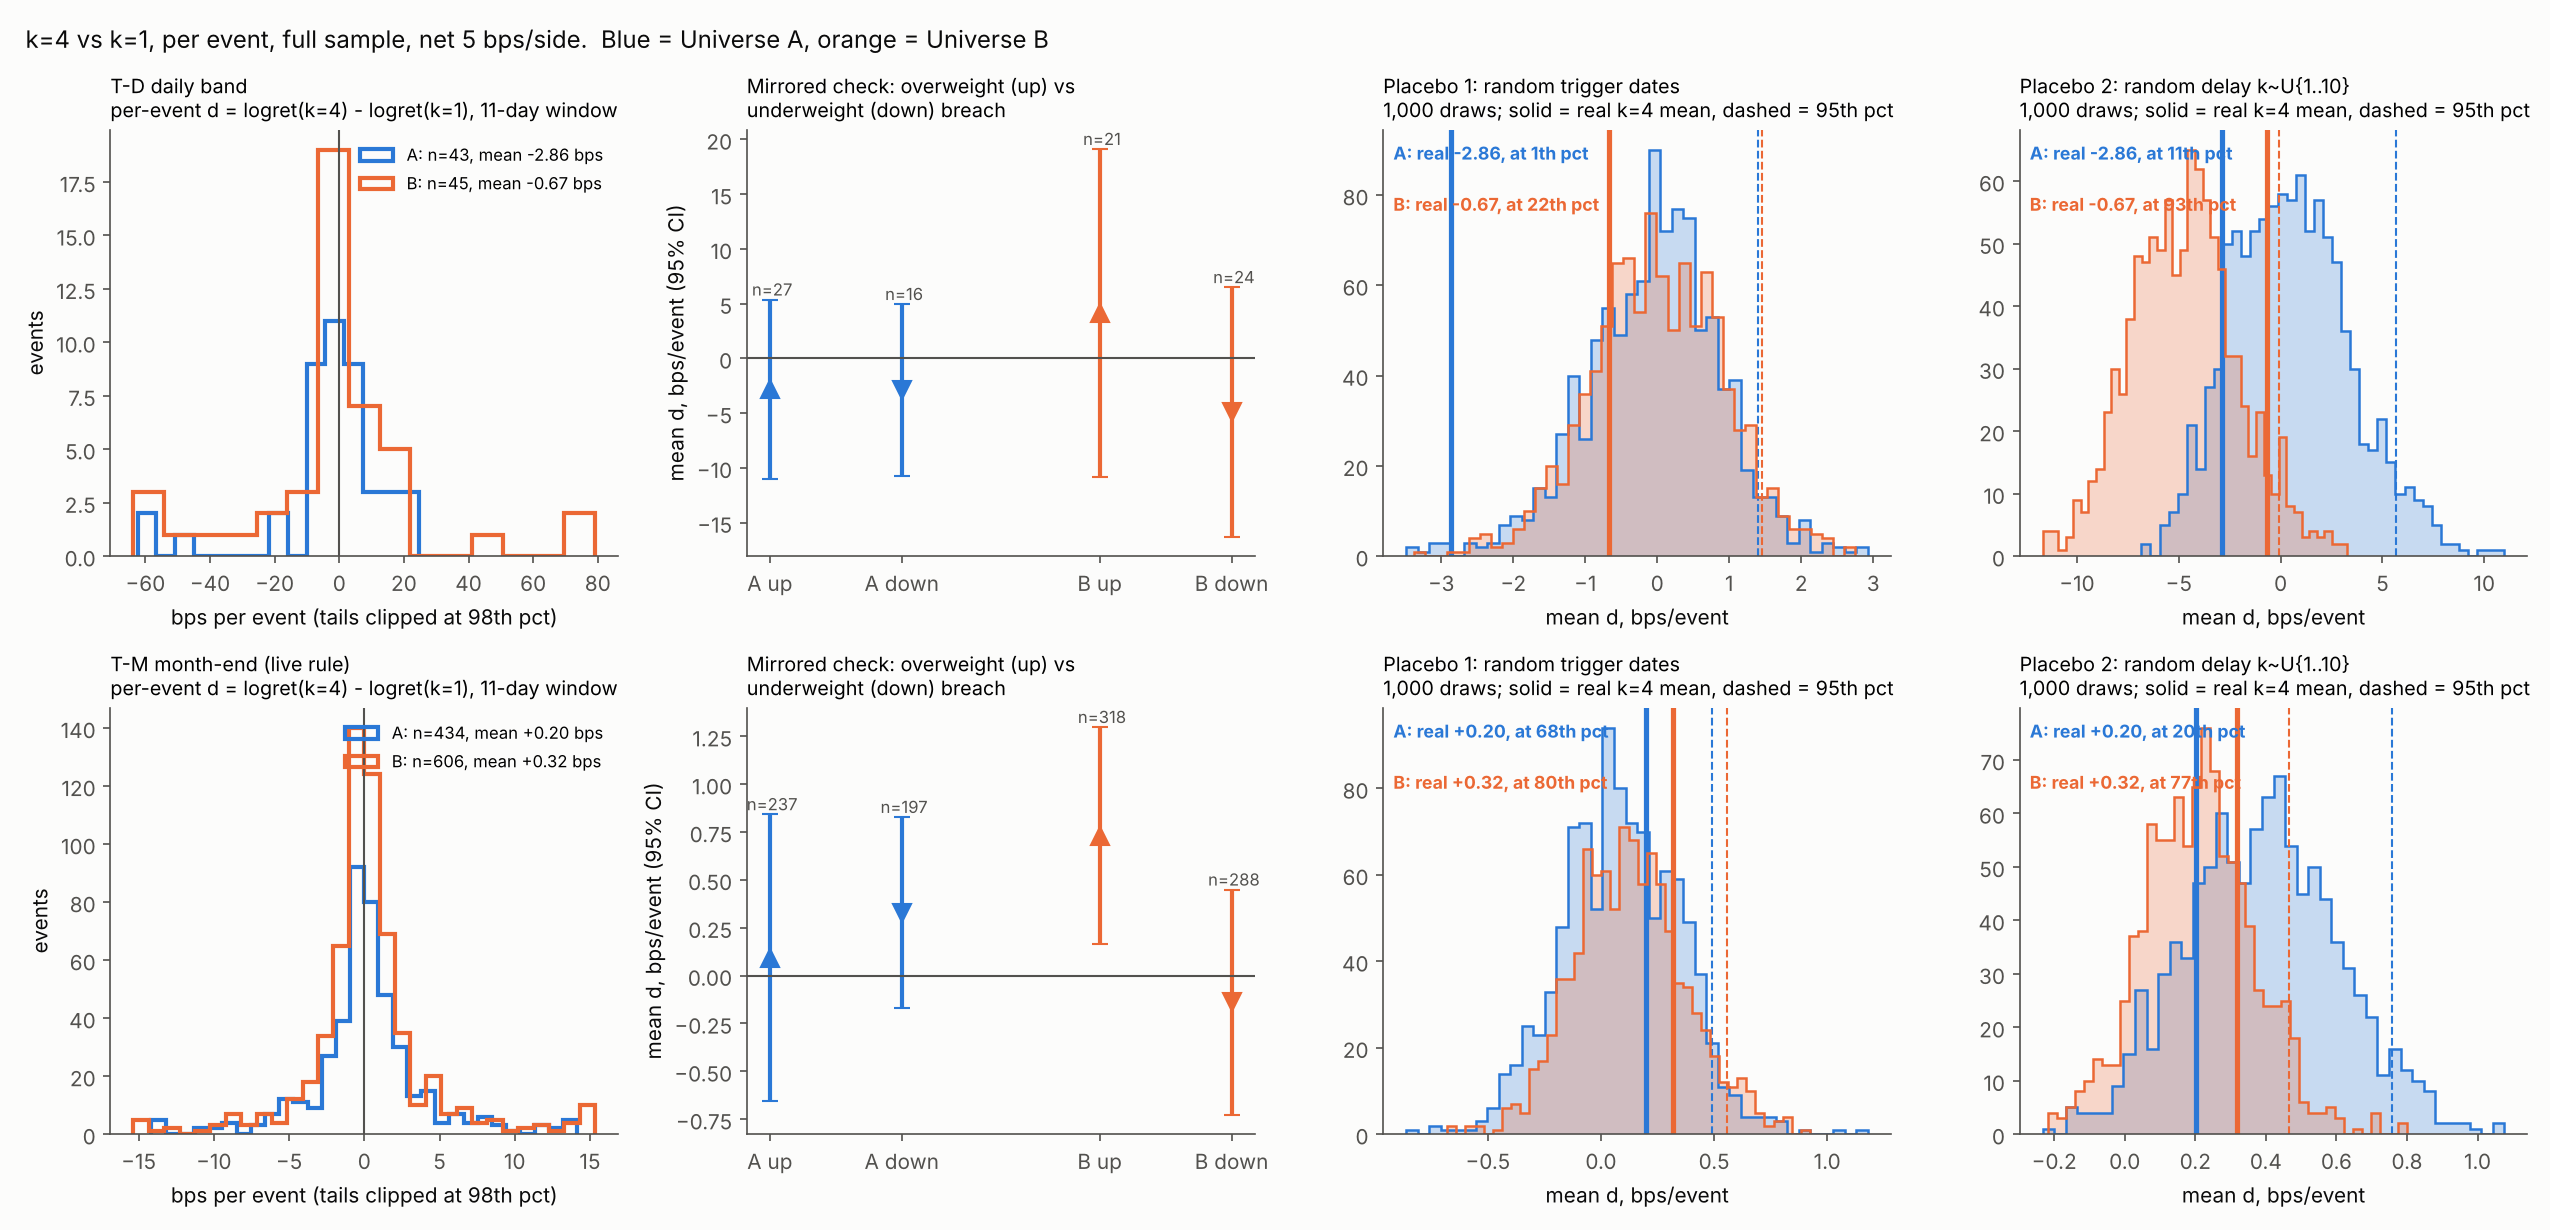 k=4 vs k=1, per event, full sample, net 5 bps/side.  Blue = Universe A, orange = Universe B
T-D daily band
per-event d = logret(k=4) - logret(k=1), 11-day window
A: n=43, mean -2.86 bps
B: n=45, mean -0.67 bps
events
17.5
15.0
12.5
10.0
7.5
5.0
2.5
0.0
−60 −40 −20 0 20 40 60 80
bps per event (tails clipped at 98th pct)
Mirrored check: overweight (up) vs
underweight (down) breach
mean d, bps/event (95% CI)
20
15
10
5
0
−5
−10
−15
n=27
n=16
n=21
n=24
A up A down B up B down
Placebo 1: random trigger dates
1,000 draws; solid = real k=4 mean, dashed = 95th pct
A: real -2.86, at 1th pct
B: real -0.67, at 22th pct
80
60
40
20
0
−3 −2 −1 0 1 2 3
mean d, bps/event
Placebo 2: random delay k~U{1..10}
1,000 draws; solid = real k=4 mean, dashed = 95th pct
A: real -2.86, at 11th pct
B: real -0.67, at 93th pct
60
50
40
30
20
10
0
−10 −5 0 5 10
mean d, bps/event
T-M month-end (live rule)
per-event d = logret(k=4) - logret(k=1), 11-day window
A: n=434, mean +0.20 bps
B: n=606, mean +0.32 bps
events
140
120
100
80
60
40
20
0
−15 −10 −5 0 5 10 15
bps per event (tails clipped at 98th pct)
Mirrored check: overweight (up) vs
underweight (down) breach
mean d, bps/event (95% CI)
1.25
1.00
0.75
0.50
0.25
0.00
−0.25
−0.50
−0.75
n=237
n=197
n=318
n=288
A up A down B up B down
Placebo 1: random trigger dates
1,000 draws; solid = real k=4 mean, dashed = 95th pct
A: real +0.20, at 68th pct
B: real +0.32, at 80th pct
80
60
40
20
0
−0.5 0.0 0.5 1.0
mean d, bps/event
Placebo 2: random delay k~U{1..10}
1,000 draws; solid = real k=4 mean, dashed = 95th pct
A: real +0.20, at 20th pct
B: real +0.32, at 77th pct
70
60
50
40
30
20
10
0
−0.2 0.0 0.2 0.4 0.6 0.8 1.0
mean d, bps/event